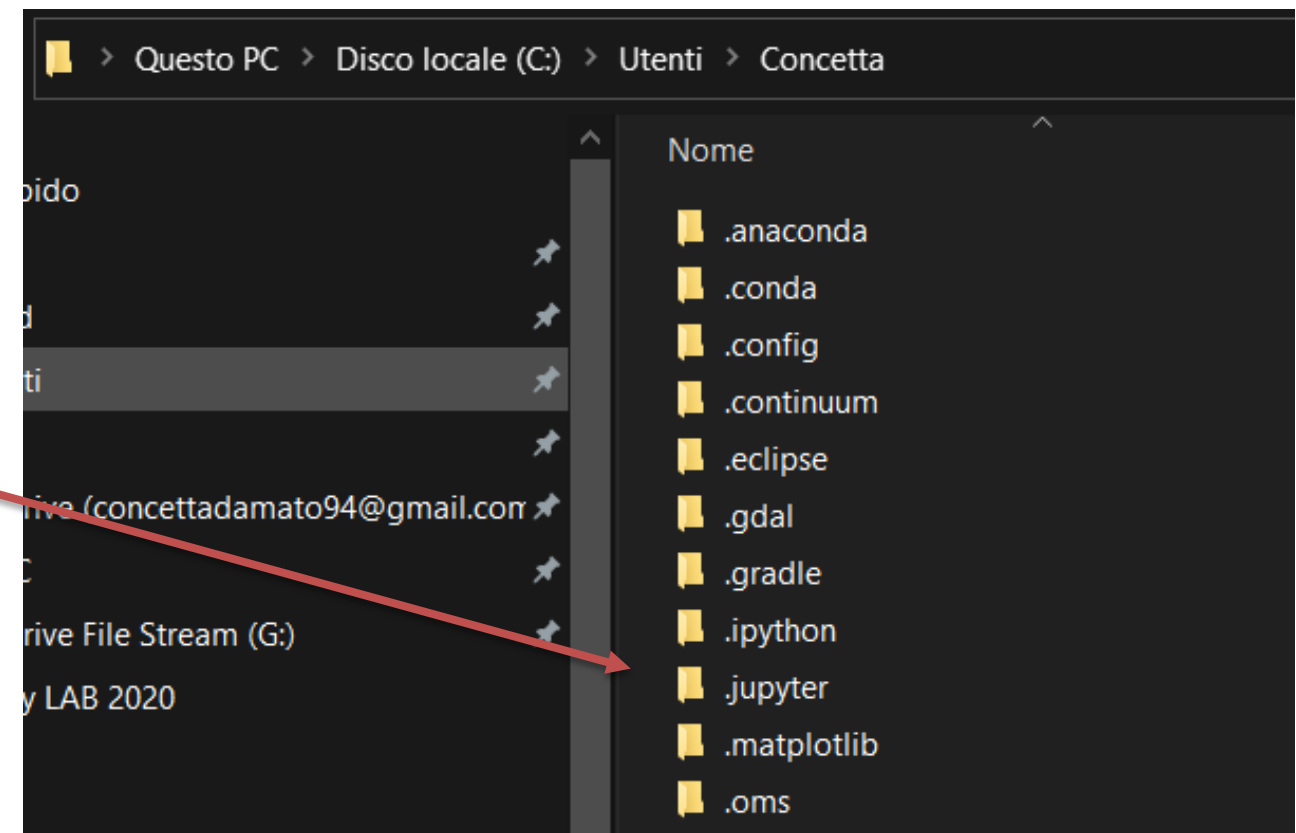 Questo PC > Disco locale (C:) > Utenti > Concetta
Nome
pido
d
ti
rive (concettadamato94@gmail.com
C
rive File Stream (G:)
y LAB 2020
.anaconda
.conda
.config
.continuum
.eclipse
.gdal
.gradle
.ipython
.jupyter
.matplotlib
.oms